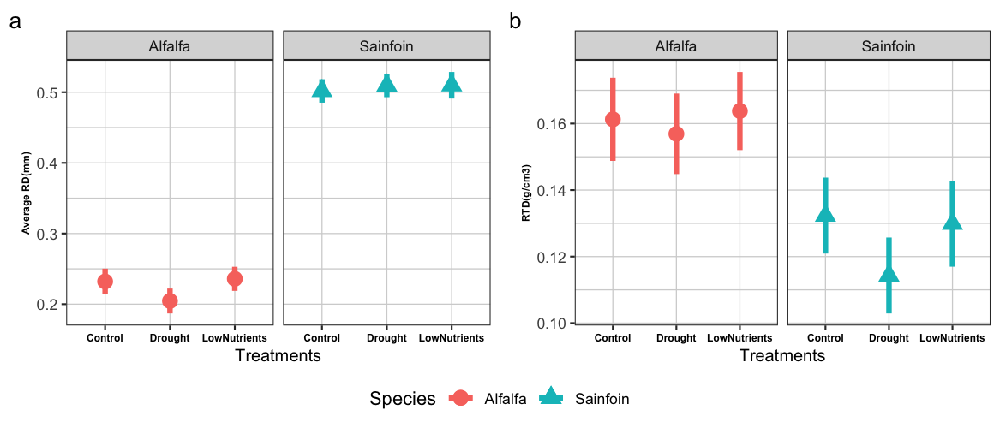 a
b
Alfalfa
Sainfoin
Alfalfa
Sainfoin
Average RD(mm)
0.5
0.4
0.3
0.2
RTD(g/cm3)
0.16
0.14
0.12
0.10
Control Drought LowNutrients
Control Drought LowNutrients
Control Drought LowNutrients
Control Drought LowNutrients
Treatments
Treatments
Species Alfalfa Sainfoin